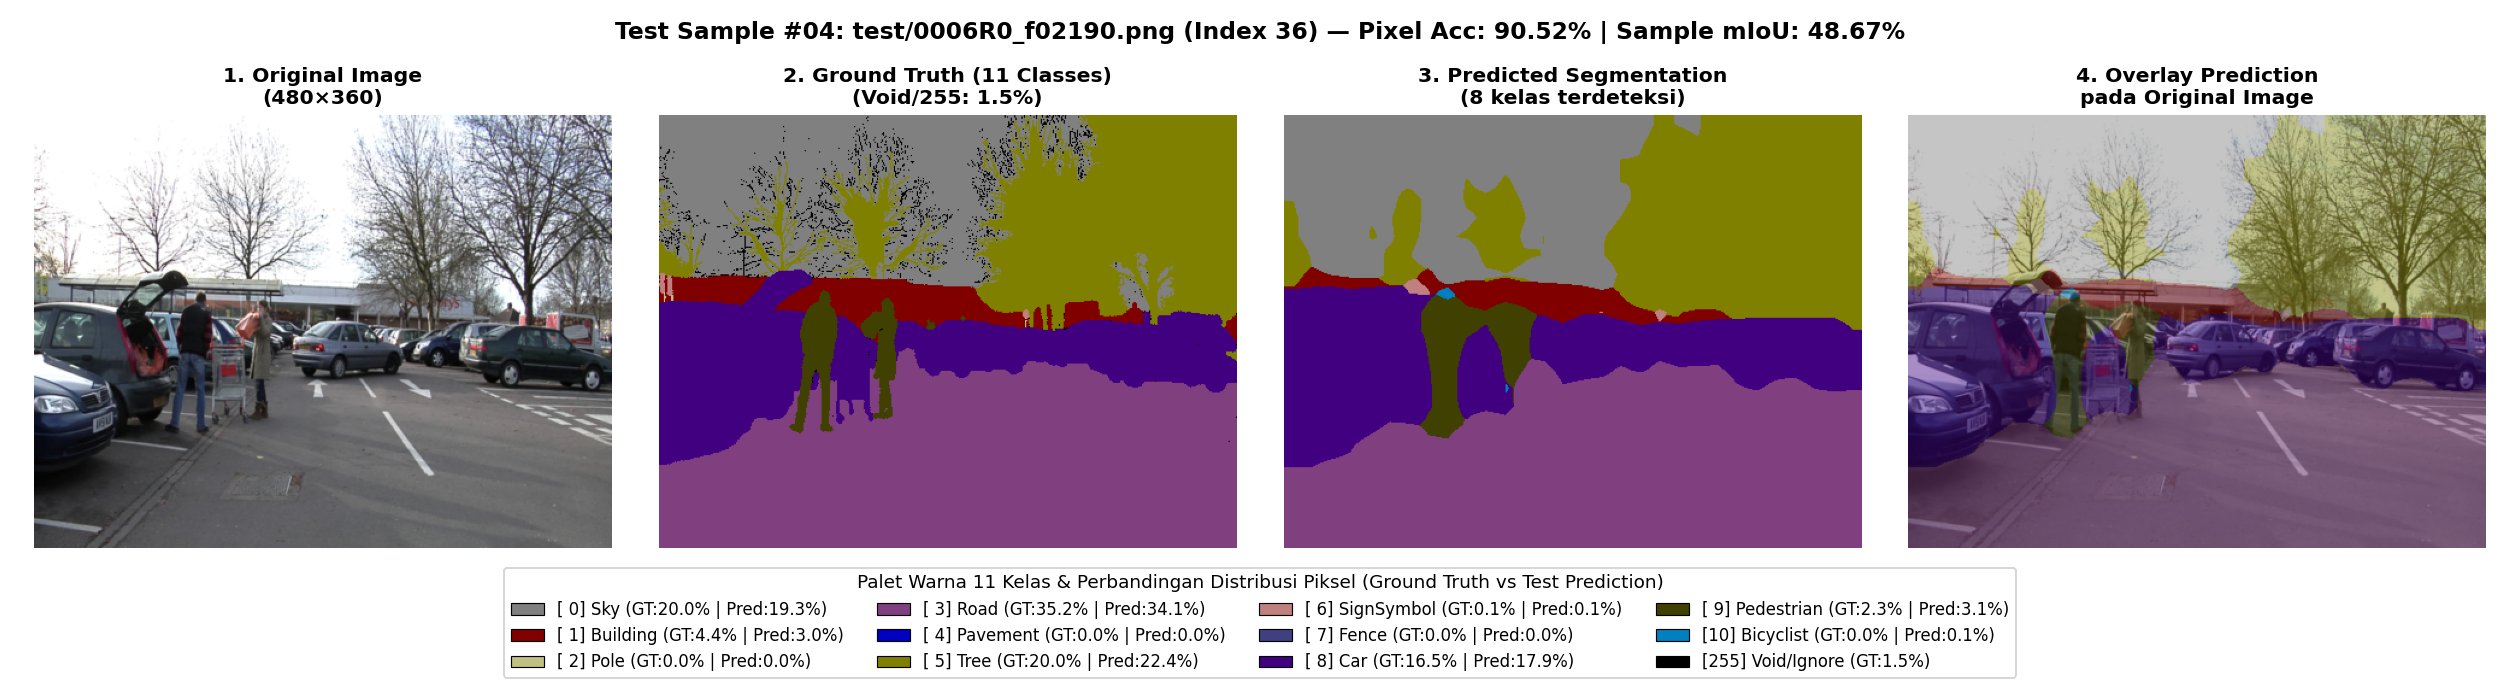 Test Sample #04: test/0006R0_f02190.png (Index 36) — Pixel Acc: 90.52% | Sample mIoU: 48.67%
1. Original Image
(480×360)
2. Ground Truth (11 Classes)
(Void/255: 1.5%)
3. Predicted Segmentation
(8 kelas terdeteksi)
4. Overlay Prediction
pada Original Image
Palet Warna 11 Kelas & Perbandingan Distribusi Piksel (Ground Truth vs Test Prediction)
[ 0] Sky (GT:20.0% | Pred:19.3%)
[ 1] Building (GT:4.4% | Pred:3.0%)
[ 2] Pole (GT:0.0% | Pred:0.0%)
[ 3] Road (GT:35.2% | Pred:34.1%)
[ 4] Pavement (GT:0.0% | Pred:0.0%)
[ 5] Tree (GT:20.0% | Pred:22.4%)
[ 6] SignSymbol (GT:0.1% | Pred:0.1%)
[ 7] Fence (GT:0.0% | Pred:0.0%)
[ 8] Car (GT:16.5% | Pred:17.9%)
[ 9] Pedestrian (GT:2.3% | Pred:3.1%)
[10] Bicyclist (GT:0.0% | Pred:0.1%)
[255] Void/Ignore (GT:1.5%)